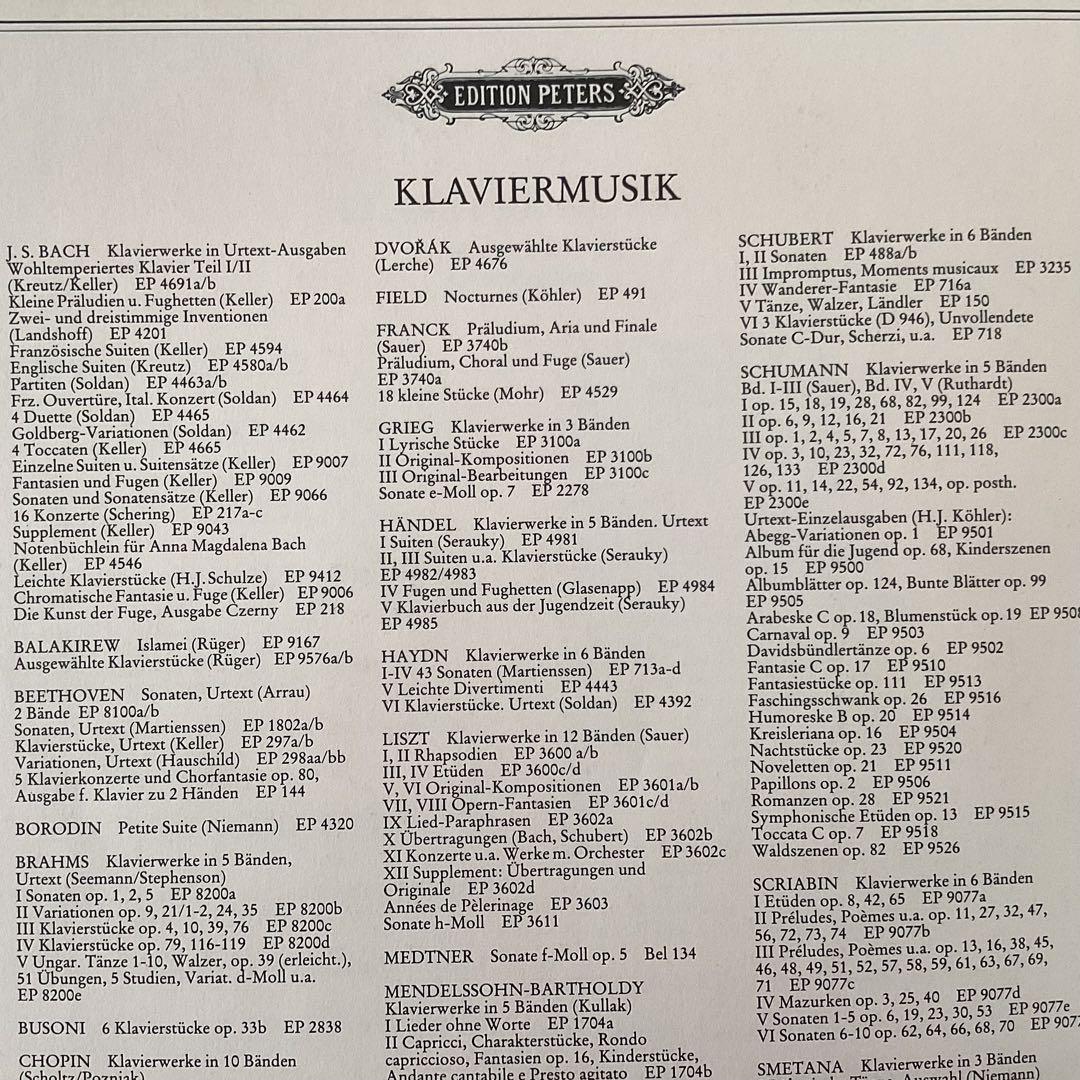 EDITION PETERS
KLAVIERMUSIK
J. S. BACH Klavierwerke in Urtext-Ausgaben
Wohltemperiertes Klavier Teil I/II
(Kreutz/Keller) EP 4691a/b
Kleine Präludien u. Fughetten (Keller) EP 200a
Zwei- und dreistimmige Inventionen
(Landshoff) EP 4201
Französische Suiten (Keller) EP 4594
Englische Suiten (Kreutz) EP 4580a/b
Partiten (Soldan) EP 4463a/b
Frz. Ouvertüre, Ital. Konzert (Soldan) EP 4464
4 Duette (Soldan) EP 4465
Goldberg-Variationen (Soldan) EP 4462
4 Toccaten (Keller) EP 4665
Einzelne Suiten u. Suitensätze (Keller) EP 9007
Fantasien und Fugen (Keller) EP 9009
Sonaten und Sonatensätze (Keller) EP 9066
16 Konzerte (Schering) EP 217a-c
Supplement (Keller) EP 9043
Notenbüchlein für Anna Magdalena Bach
(Keller) EP 4546
Leichte Klavierstücke (H.J. Schulze) EP 9412
Chromatische Fantasie u. Fuge (Keller) EP 9006
Die Kunst der Fuge, Ausgabe Czerny EP 218
BALAKIREW Islamei (Rüger) EP 9167
Ausgewählte Klavierstücke (Rüger) EP 9576a/b
BEETHOVEN Sonaten, Urtext (Arrau)
2 Bände EP 8100a/b
Sonaten, Urtext (Martienssen) EP 1802a/b
Klavierstücke, Urtext (Keller) EP 297a/b
Variationen, Urtext (Hauschild) EP 298aa/bb
5 Klavierkonzerte und Chorfantasie op. 80,
Ausgabe f. Klavier zu 2 Händen EP 144
BORODIN Petite Suite (Niemann) EP 4320
BRAHMS Klavierwerke in 5 Bänden,
Urtext (Seemann/Stephenson)
I Sonaten op. 1, 2, 5 EP 8200a
II Variationen op. 9, 21/1-2, 24, 35 EP 8200b
III Klavierstücke op. 4, 10, 39, 76 EP 8200c
IV Klavierstücke op. 79, 116-119 EP 8200d
V Ungar. Tänze 1-10, Walzer, op. 39 (erleicht.),
51 Übungen, 5 Studien, Variat. d-Moll u.a.
EP 8200e
BUSONI 6 Klavierstücke op. 33b EP 2838
CHOPIN Klavierwerke in 10 Bänden
(Scholtz/Pozniak)
DVOŘÁK Ausgewählte Klavierstücke
(Lerche) EP 4676
FIELD Nocturnes (Köhler) EP 491
FRANCK Präludium, Aria und Finale
(Sauer) EP 3740b
Präludium, Choral und Fuge (Sauer)
EP 3740a
18 kleine Stücke (Mohr) EP 4529
GRIEG Klavierwerke in 3 Bänden
I Lyrische Stücke EP 3100a
II Original-Kompositionen EP 3100b
III Original-Bearbeitungen EP 3100c
Sonate e-Moll op. 7 EP 2278
HÄNDEL Klavierwerke in 5 Bänden. Urtext
I Suiten (Serauky) EP 4981
II, III Suiten u.a. Klavierstücke (Serauky)
EP 4982/4983
IV Fugen und Fughetten (Glasenapp) EP 4984
V Klavierbuch aus der Jugendzeit (Serauky)
EP 4985
HAYDN Klavierwerke in 6 Bänden
I-IV 43 Sonaten (Martienssen) EP 713a-d
V Leichte Divertimenti EP 4443
VI Klavierstücke. Urtext (Soldan) EP 4392
LISZT Klavierwerke in 12 Bänden (Sauer)
I, II Rhapsodien EP 3600 a/b
III, IV Etüden EP 3600c/d
V, VI Original-Kompositionen EP 3601a/b
VII, VIII Opern-Fantasien EP 3601c/d
IX Lied-Paraphrasen EP 3602a
X Übertragungen (Bach, Schubert) EP 3602b
XI Konzerte u.a. Werke m. Orchester EP 3602c
XII Supplement: Übertragungen und
Originale EP 3602d
Années de Pèlerinage EP 3603
Sonate h-Moll EP 3611
MEDTNER Sonate f-Moll op. 5 Bel 134
MENDELSSOHN-BARTHOLDY
Klavierwerke in 5 Bänden (Kullak)
I Lieder ohne Worte EP 1704a
II Capricci, Charakterstücke, Rondo
capriccioso, Fantasien op. 16, Kinderstücke,
Andante cantabile e Presto agitato EP 1704b
SCHUBERT Klavierwerke in 6 Bänden
I, II Sonaten EP 488a/b
III Impromptus, Moments musicaux EP 3235
IV Wanderer-Fantasie EP 716a
V Tänze, Walzer, Ländler EP 150
VI 3 Klavierstücke (D 946), Unvollendete
Sonate C-Dur, Scherzi, u.a. EP 718
SCHUMANN Klavierwerke in 5 Bänden
Bd. I-III (Sauer), Bd. IV, V (Ruthardt)
I op. 15, 18, 19, 28, 68, 82, 99, 124 EP 2300a
II op. 6, 9, 12, 16, 21 EP 2300b
III op. 1, 2, 4, 5, 7, 8, 13, 17, 20, 26 EP 2300c
IV op. 3, 10, 23, 32, 72, 76, 111, 118,
126, 133 EP 2300d
V op. 11, 14, 22, 54, 92, 134, op. posth.
EP 2300e
Urtext-Einzelausgaben (H.J. Köhler):
Abegg-Variationen op. 1 EP 9501
Album für die Jugend op. 68, Kinderszenen
op. 15 EP 9500
Albumblätter op. 124, Bunte Blätter op. 99
EP 9505
Arabeske C op. 18, Blumenstück op. 19 EP 9508
Carnaval op. 9 EP 9503
Davidsbündlertänze op. 6 EP 9502
Fantasie C op. 17 EP 9510
Fantasiestücke op. 111 EP 9513
Faschingsschwank op. 26 EP 9516
Humoreske B op. 20 EP 9514
Kreisleriana op. 16 EP 9504
Nachtstücke op. 23 EP 9520
Noveletten op. 21 EP 9511
Papillons op. 2 EP 9506
Romanzen op. 28 EP 9521
Symphonische Etüden op. 13 EP 9515
Toccata C op. 7 EP 9518
Waldszenen op. 82 EP 9526
SCRIABIN Klavierwerke in 6 Bänden
I Etüden op. 8, 42, 65 EP 9077a
II Préludes, Poèmes u.a. op. 11, 27, 32, 47,
56, 72, 73, 74 EP 9077b
III Préludes, Poèmes u.a. op. 13, 16, 38, 45,
46, 48, 49, 51, 52, 57, 58, 59, 61, 63, 67, 69,
71 EP 9077c
IV Mazurken op. 3, 25, 40 EP 9077d
V Sonaten 1-5 op. 6, 19, 23, 30, 53 EP 9077e
VI Sonaten 6-10 op. 62, 64, 66, 68, 70 EP
SMETANA Klavierwerke in 3 Bänden
Auswahl (Niemann)